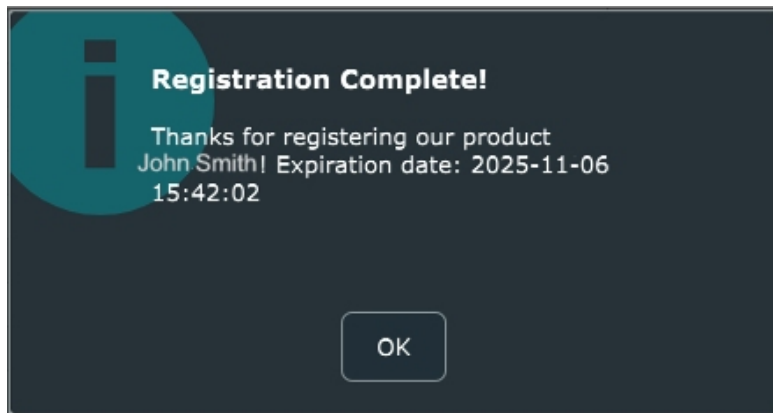 Registration Complete!
Thanks for registering our product
John Smith! Expiration date: 2025-11-06
15:42:02
OK